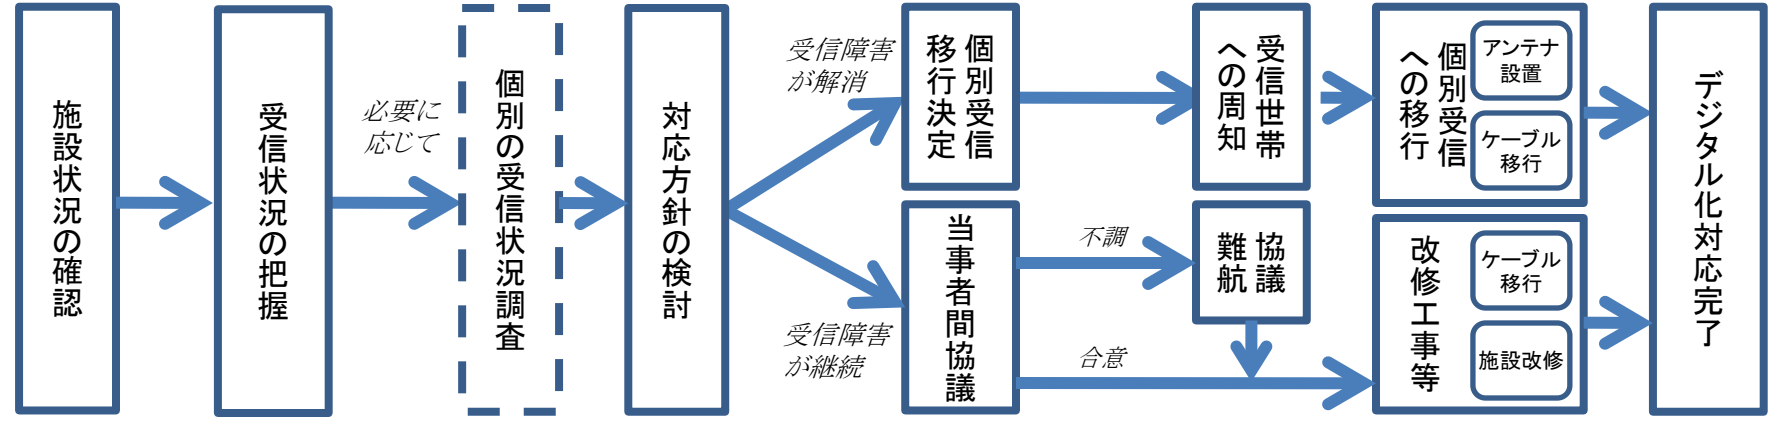 施設状況の確認
受信状況の把握
必要に
応じて
個別の受信状況調査
対応方針の検討
受信障害
が解消
個別受信
移行決定
受信世帯
への周知
個別受信
への移行
アンテナ
設置
ケーブル
移行
受信障害
が継続
当事者間協議
不調
協議
難航
合意
改修工事等
ケーブル
移行
施設改修
デジタル化対応完了